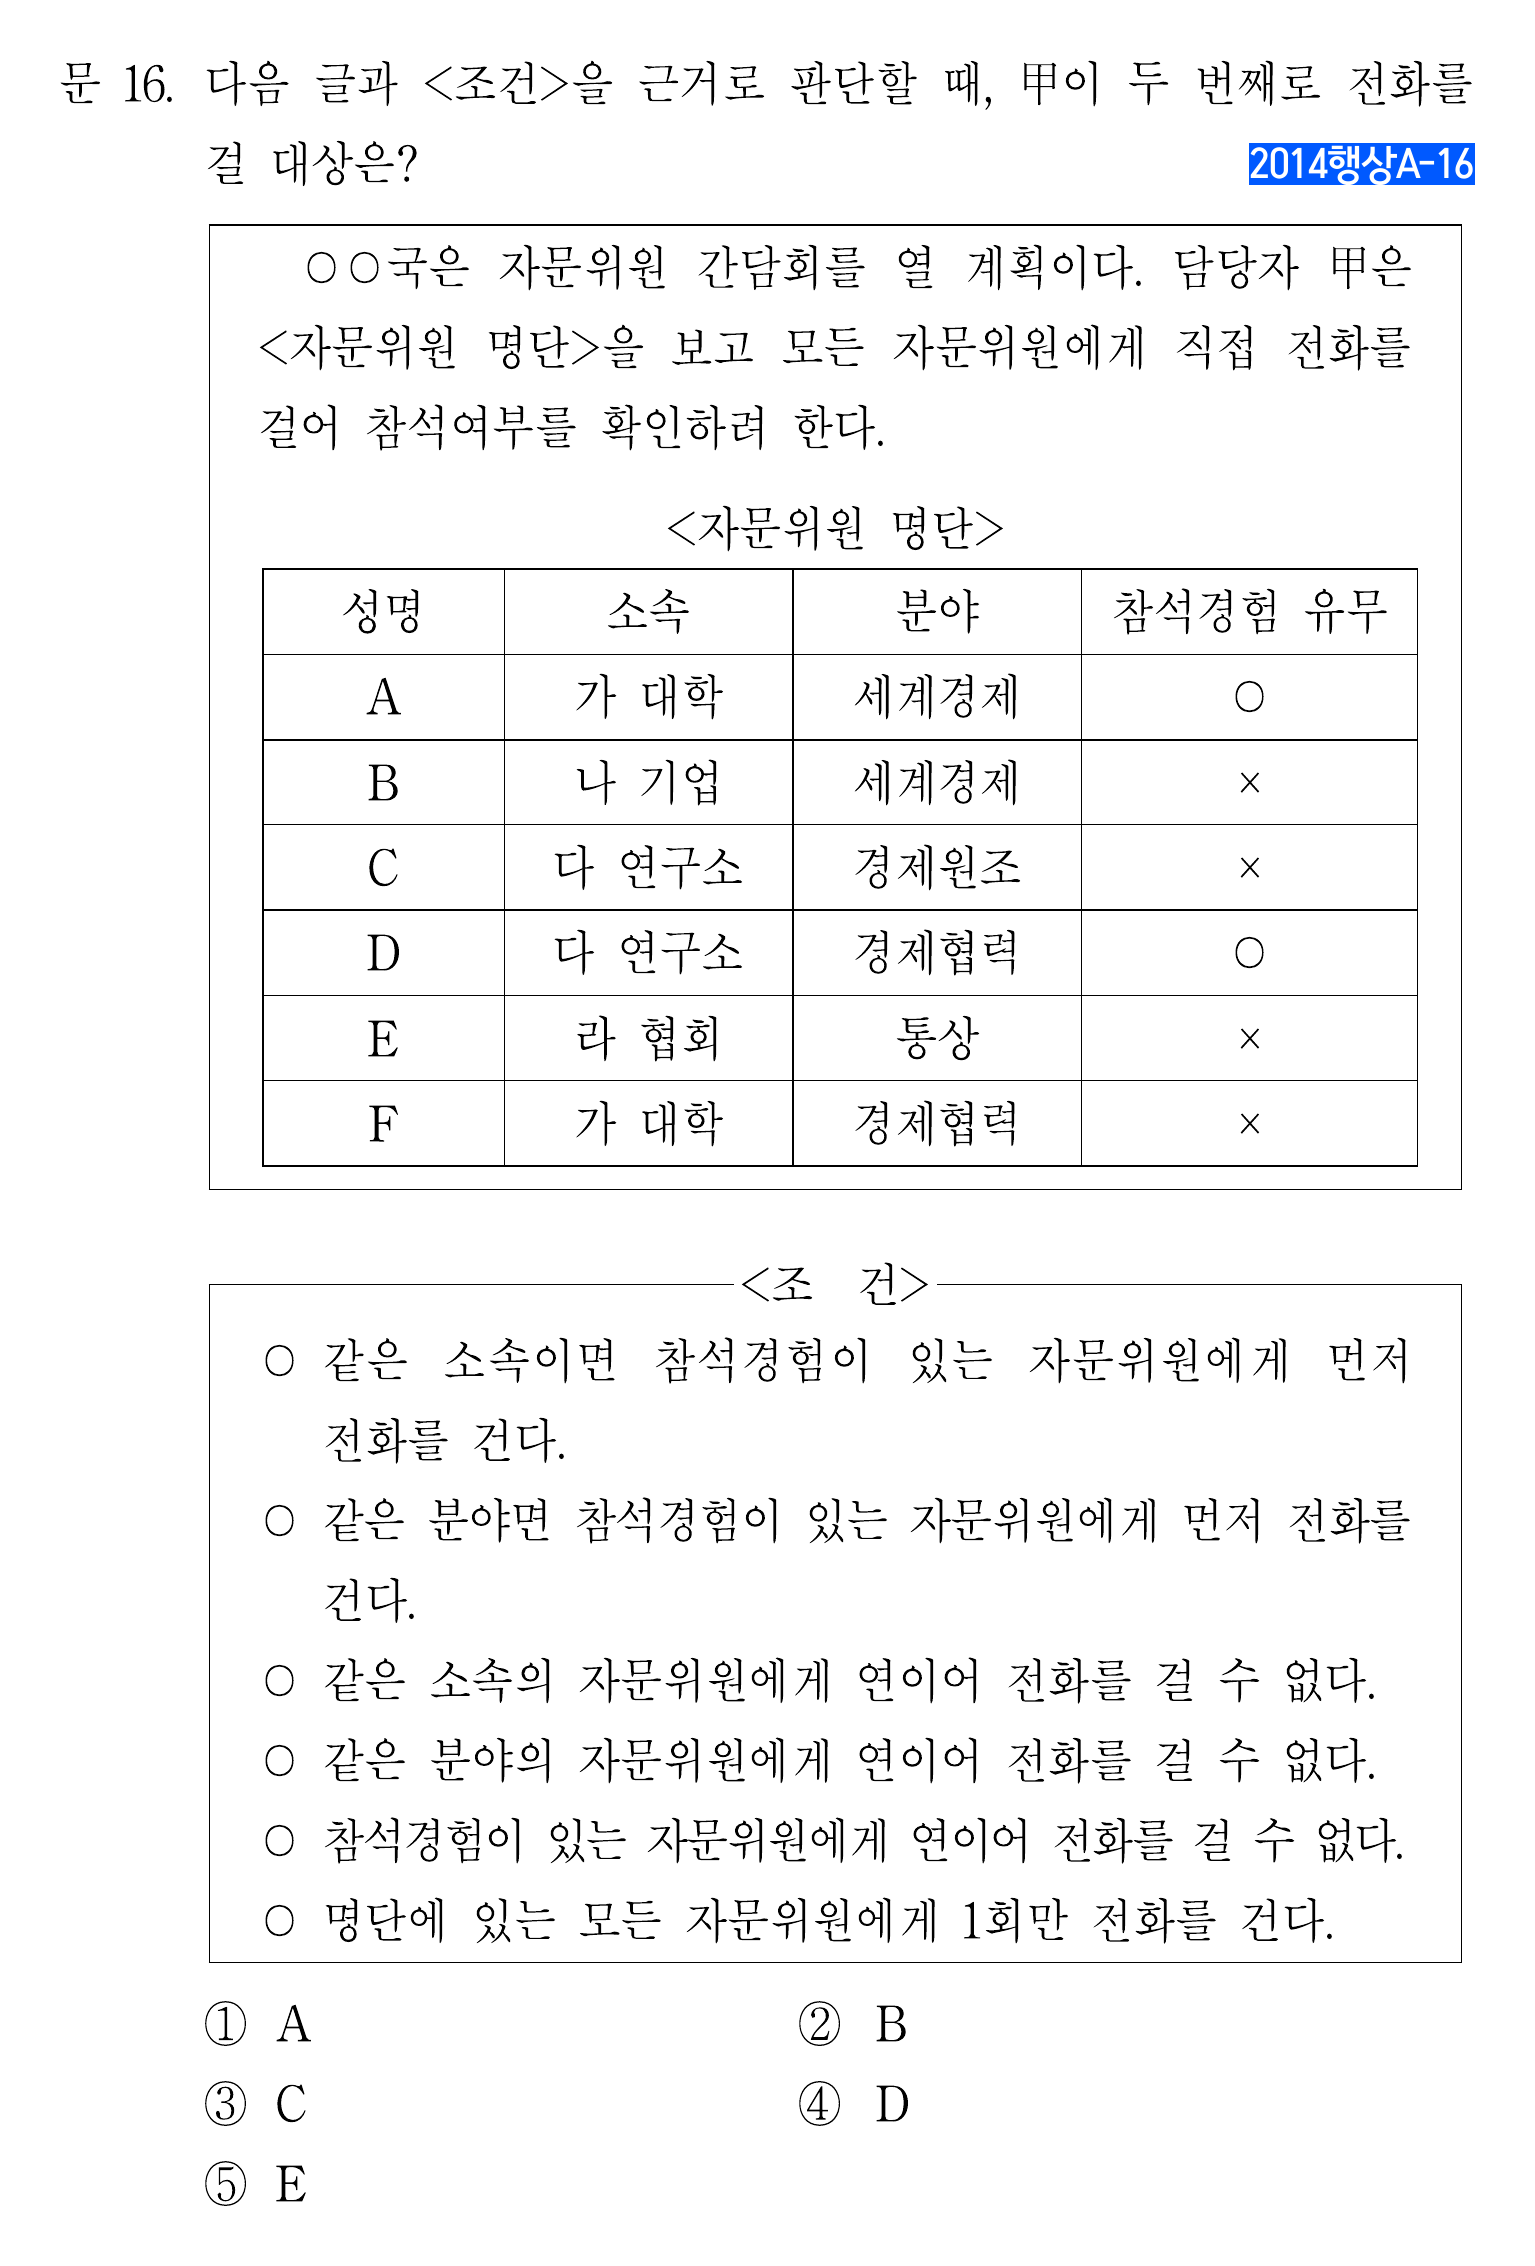 문 16. 다음 글과 <조건>을 근거로 판단할 때, 甲이 두 번째로 전화를
걸 대상은?
2014행상A-16
○○국은 자문위원 간담회를 열 계획이다. 담당자 甲은
<자문위원 명단>을 보고 모든 자문위원에게 직접 전화를
걸어 참석여부를 확인하려 한다.
<자문위원 명단>
성명 소속 분야 참석경험 유무
A 가 대학 세계경제 ○
B 나 기업 세계경제 ×
C 다 연구소 경제원조 ×
D 다 연구소 경제협력 ○
E 라 협회 통상 ×
F 가 대학 경제협력 ×
<조 건>
○ 같은 소속이면 참석경험이 있는 자문위원에게 먼저
전화를 건다.
○ 같은 분야면 참석경험이 있는 자문위원에게 먼저 전화를
건다.
○ 같은 소속의 자문위원에게 연이어 전화를 걸 수 없다.
○ 같은 분야의 자문위원에게 연이어 전화를 걸 수 없다.
○ 참석경험이 있는 자문위원에게 연이어 전화를 걸 수 없다.
○ 명단에 있는 모든 자문위원에게 1회만 전화를 건다.
① A ② B
③ C ④ D
⑤ E